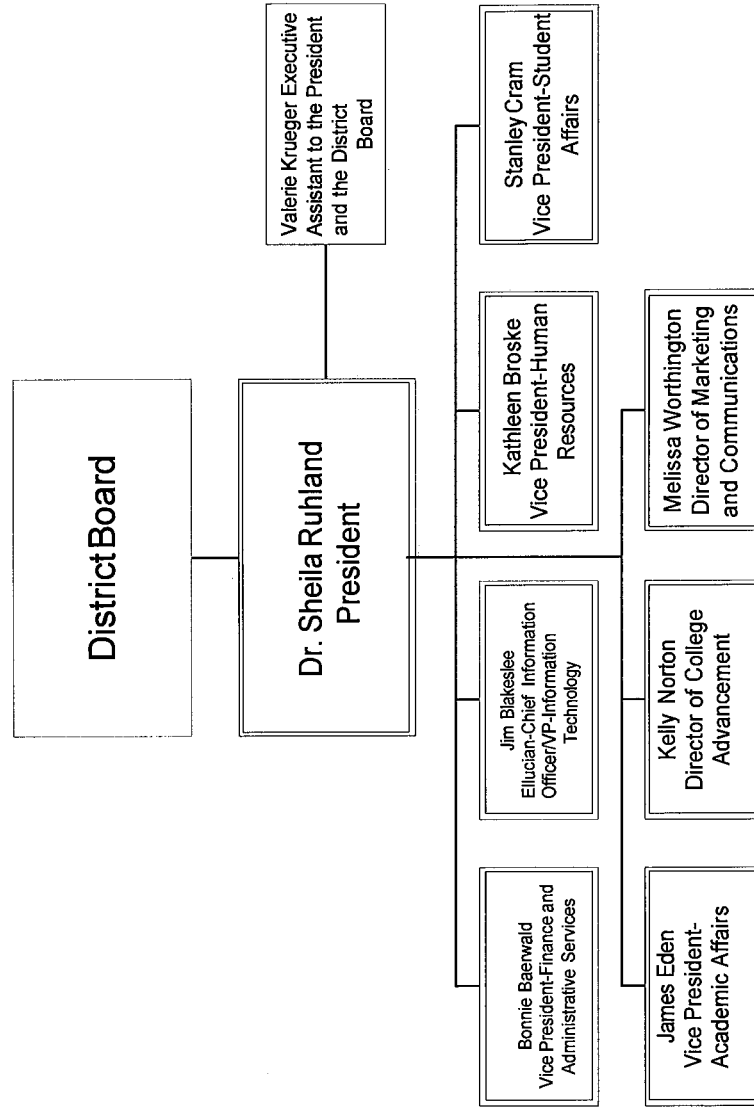 DistrictBoard
Dr. Sheila Ruhland
President
Valerie Krueger Executive
Assistant to the President
and the District
Board
Bonnie Baerwald
Vice President-Finance and
Administrative Services
Jim Blakeslee
Ellucian-Chief Information
Officer/VP-Information
Technology
Kathleen Broske
Vice President-Human
Resources
Stanley Cram
Vice President-Student
Affairs
James Eden
Vice President-
Academic Affairs
Kelly Norton
Director of College
Advancement
Melissa Worthington
Director of Marketing
and Communications